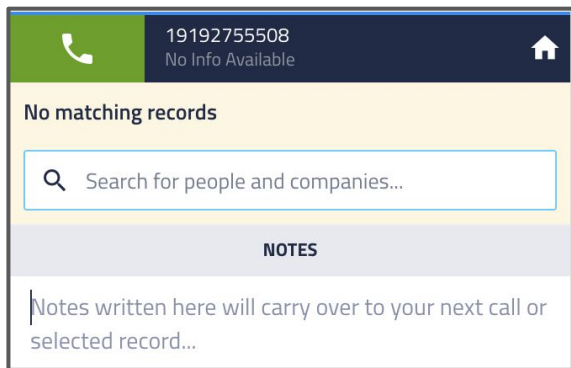 19192755508
No Info Available
No matching records
Search for people and companies...
NOTES
Notes written here will carry over to your next call or
selected record...